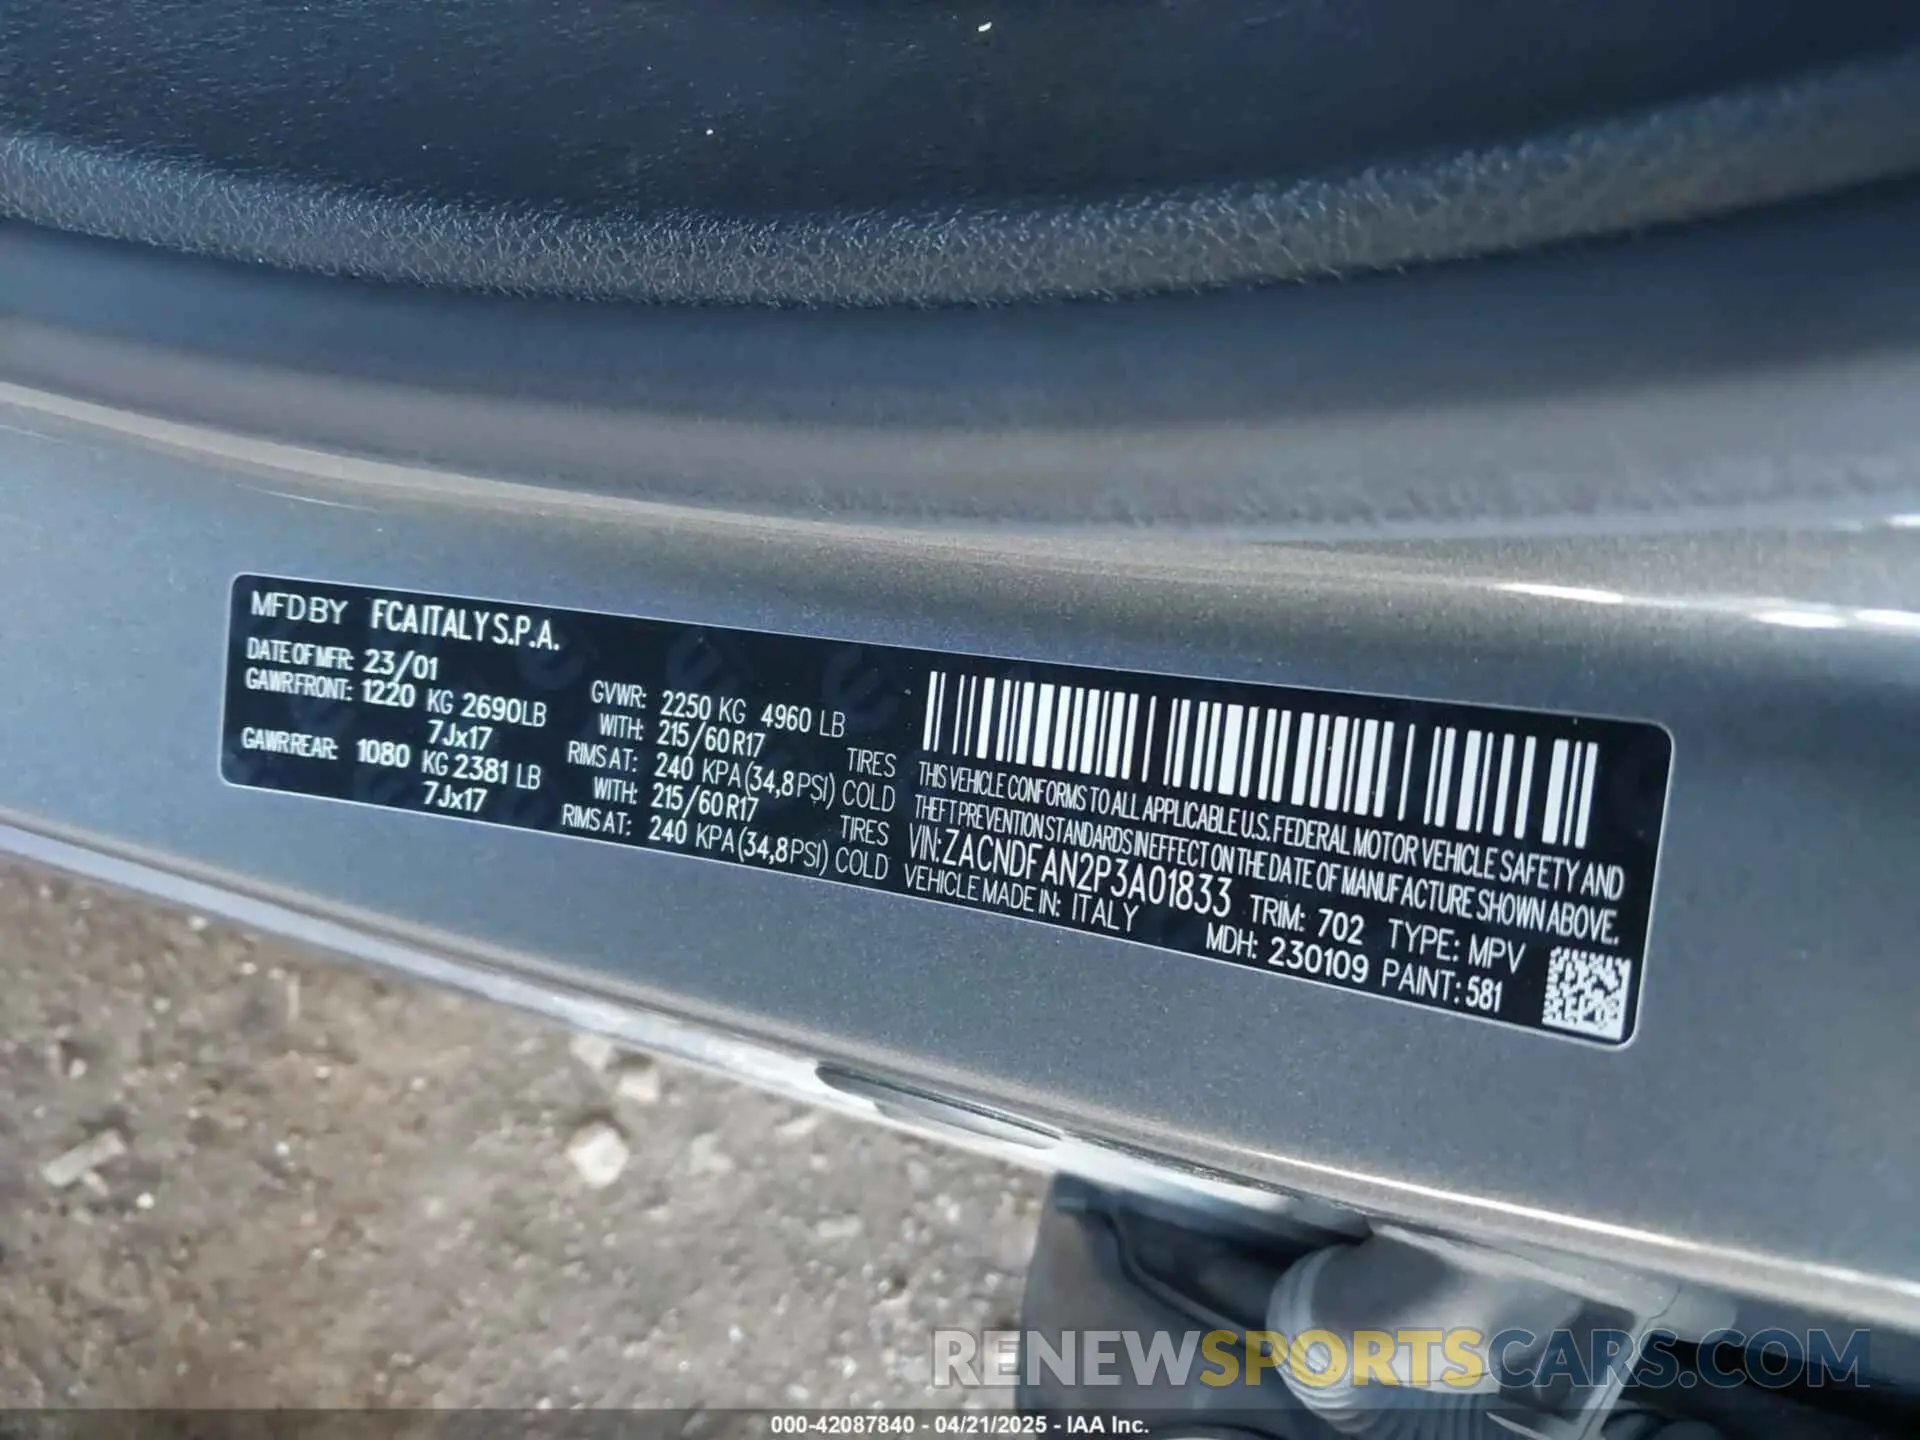 MFD BY FCA ITALY S.P.A.
DATE OF MFR: 23/01 GVWR: 2250 KG 4960 LB
GAWR FRONT: 1220 KG 2690 LB WITH: 215/60 R17 TIRES
7Jx17 RIMS AT: 240 KPA (34,8 PSI) COLD
GAWR REAR: 1080 KG 2381 LB WITH: 215/60 R17 TIRES
7Jx17 RIMS AT: 240 KPA (34,8 PSI) COLD
THIS VEHICLE CONFORMS TO ALL APPLICABLE U.S. FEDERAL MOTOR VEHICLE SAFETY AND
THEFT PREVENTION STANDARDS IN EFFECT ON THE DATE OF MANUFACTURE SHOWN ABOVE.
VIN: ZACNDFAN2P3A01833 TRIM: 702 TYPE: MPV
VEHICLE MADE IN: ITALY MDH: 230109 PAINT: 581
RENEWSPORTSCARS.COM
000-42087840 - 04/21/2025 - IAA Inc.